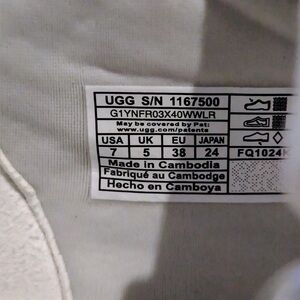 UGG S/N 1167500
G1YNFR03X40WWLR
May be covered by Pat:
www.ugg.com/patents
USA UK EU JAPAN
7 5 38 24
FQ1024
Made in Cambodia
Fabriqué au Cambodge
Hecho en Camboya